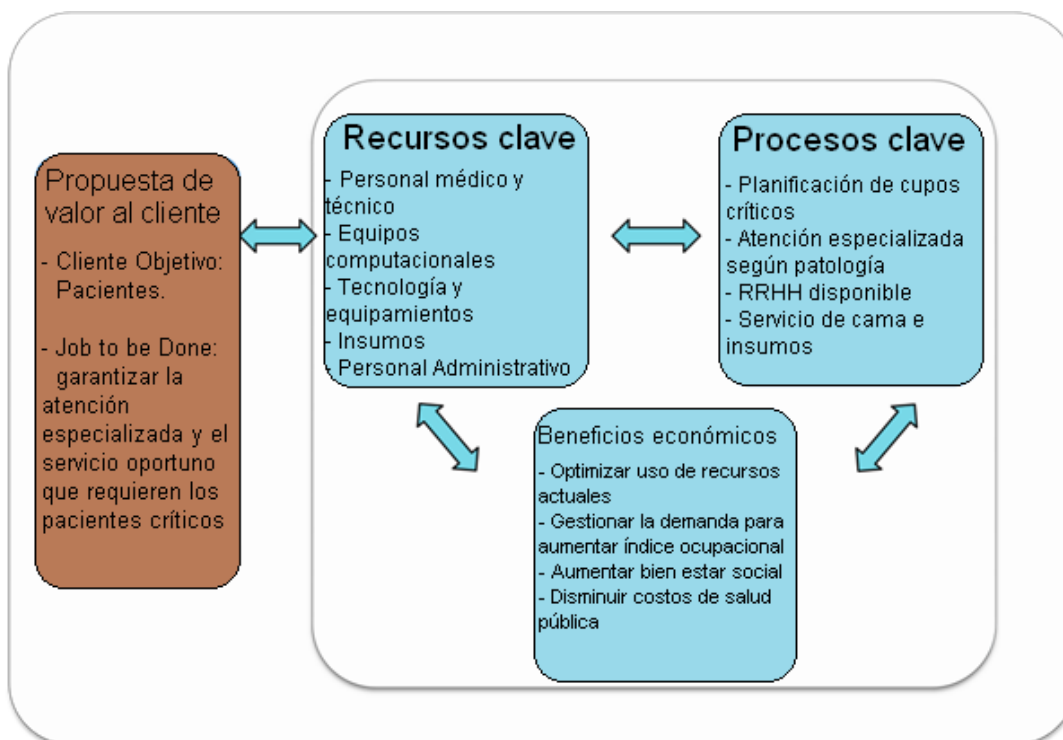 Propuesta de
valor al cliente
- Cliente Objetivo:
Pacientes.
- Job to be Done:
garantizar la
atención
especializada y el
servicio oportuno
que requieren los
pacientes críticos
Recursos clave
- Personal médico y
técnico
- Equipos
computacionales
- Tecnología y
equipamientos
- Insumos
- Personal Administrativo
Procesos clave
- Planificación de cupos
críticos
- Atención especializada
según patología
- RRHH disponible
- Servicio de cama e
insumos
Beneficios económicos
- Optimizar uso de recursos
actuales
- Gestionar la demanda para
aumentar índice ocupacional
- Aumentar bien estar social
- Disminuir costos de salud
pública